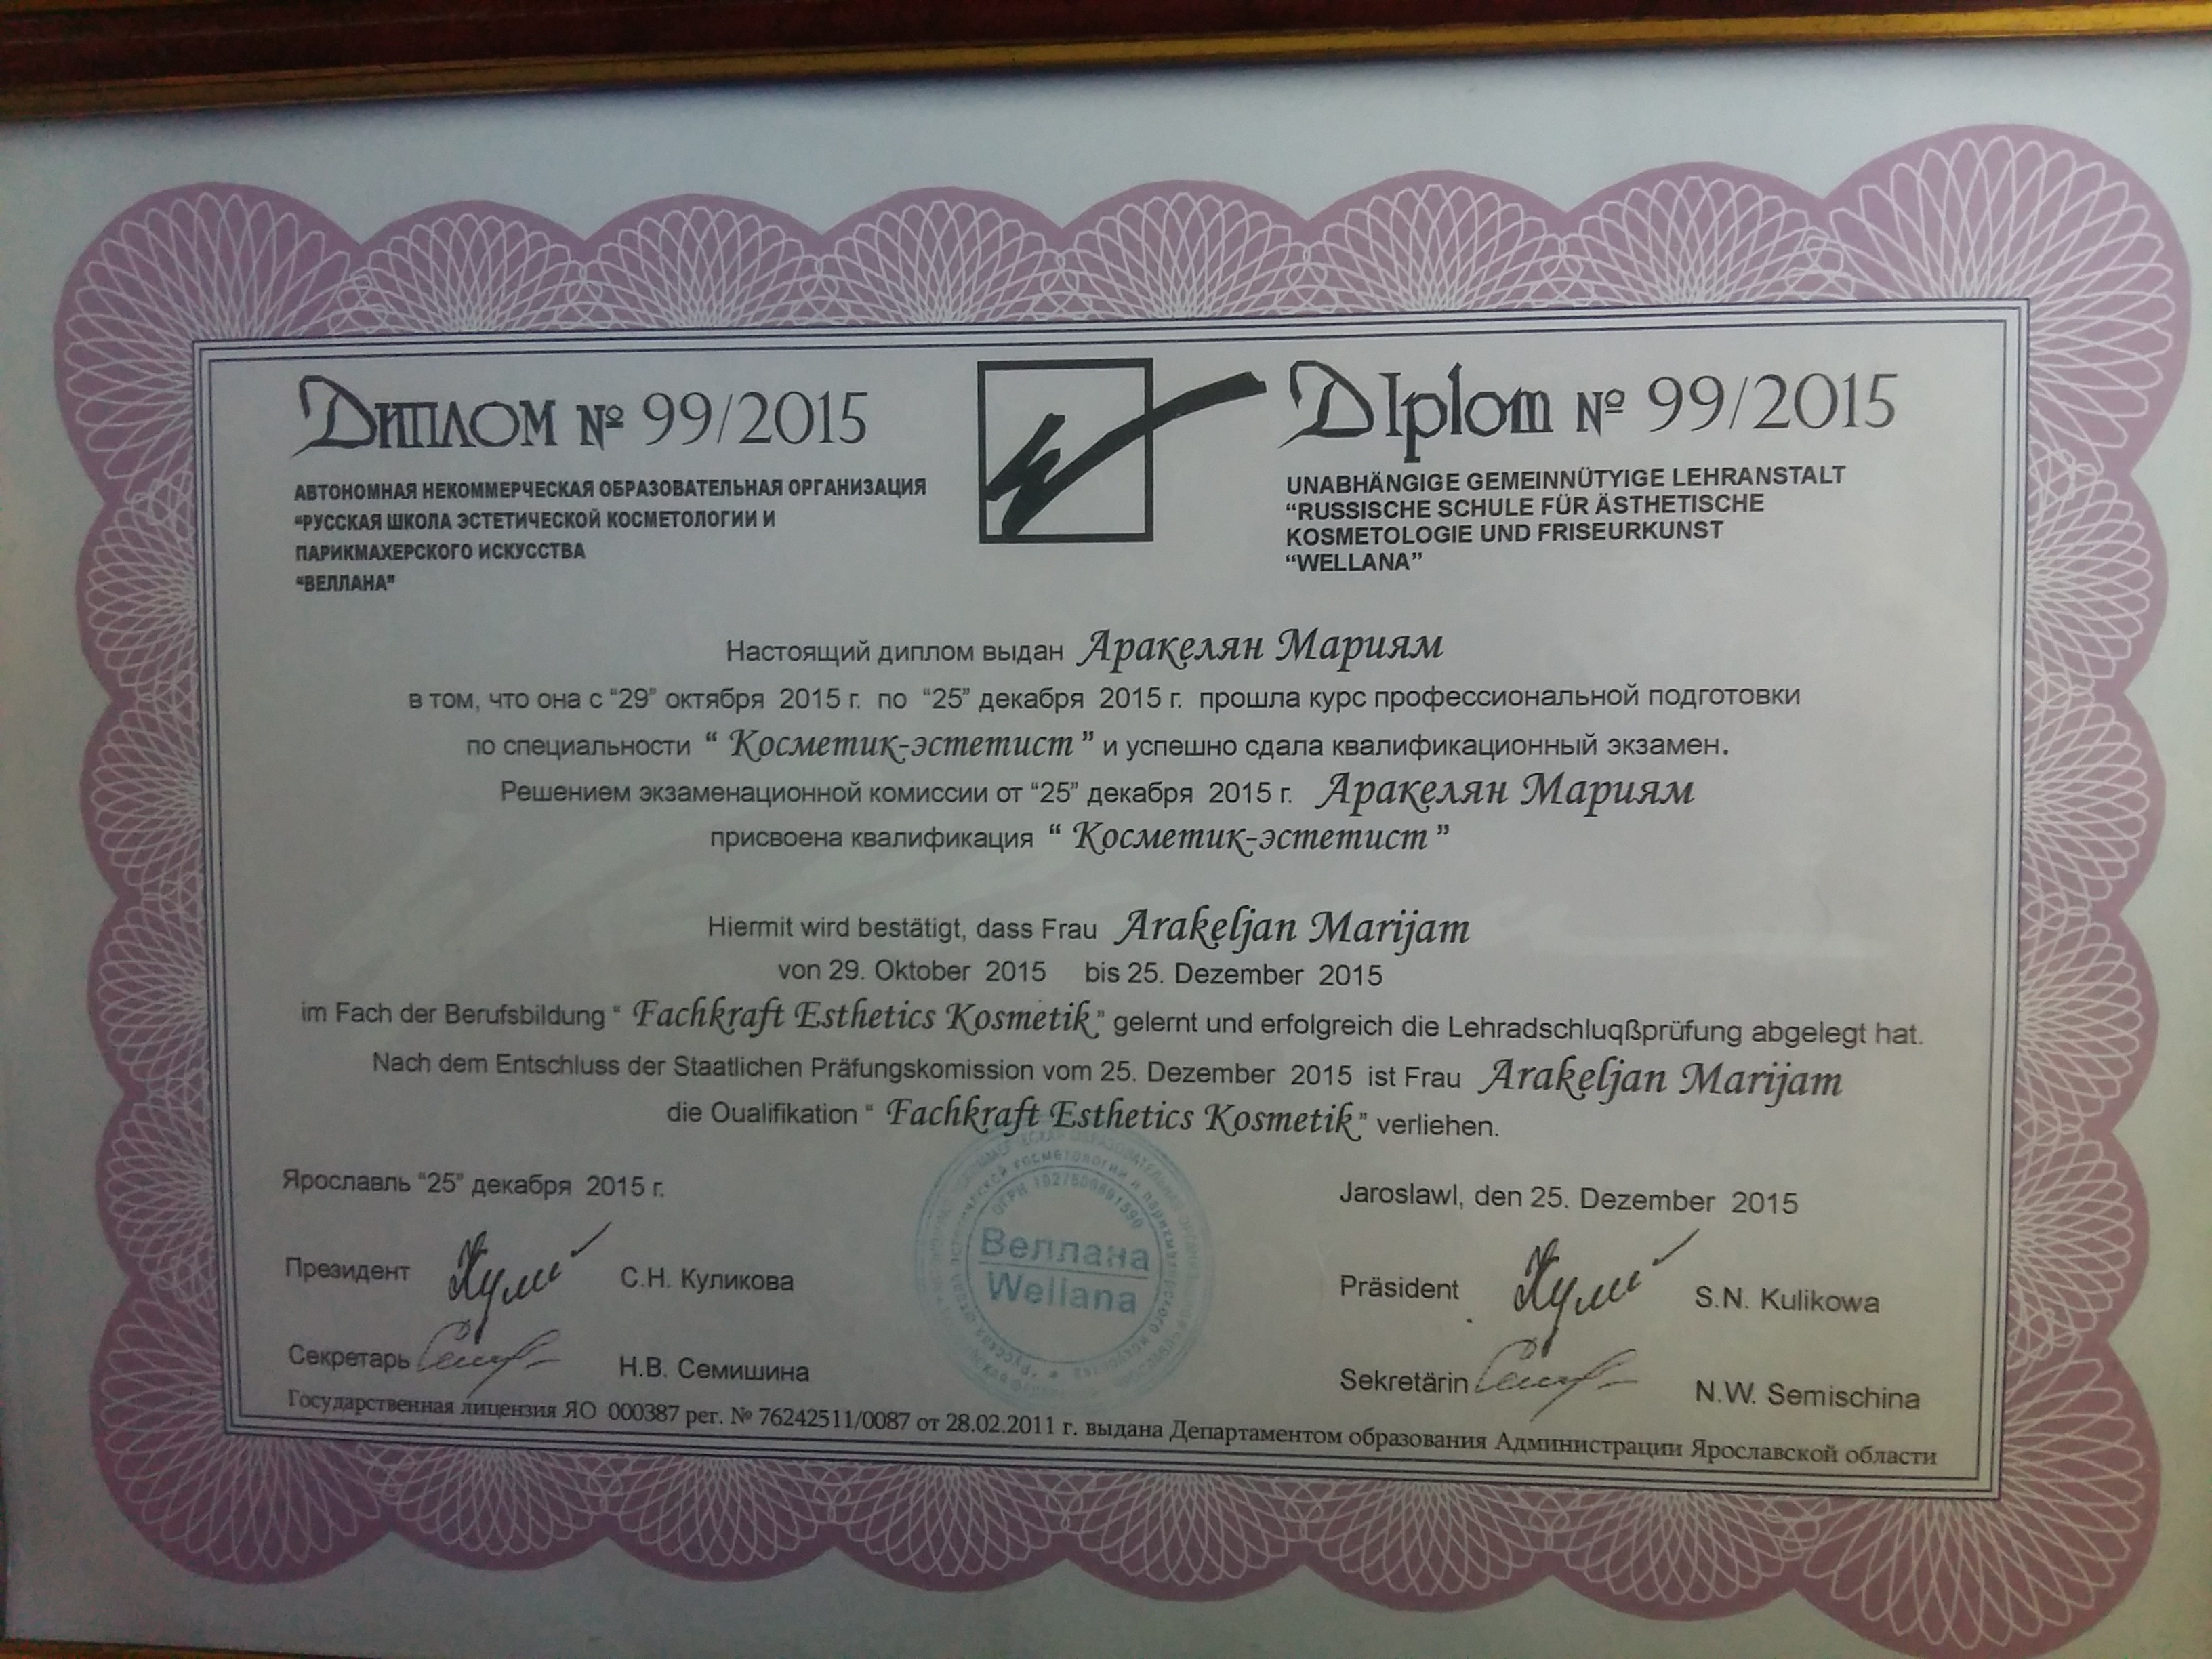 Диплом № 99/2015
АВТОНОМНАЯ НЕКОММЕРЧЕСКАЯ ОБРАЗОВАТЕЛЬНАЯ ОРГАНИЗАЦИЯ
"РУССКАЯ ШКОЛА ЭСТЕТИЧЕСКОЙ КОСМЕТОЛОГИИ И
ПАРИКМАХЕРСКОГО ИСКУССТВА
"ВЕЛЛАНА"
DIplom № 99/2015
UNABHÄNGIGE GEMEINNÜTYIGE LEHRANSTALT
"RUSSISCHE SCHULE FÜR ÄSTHETISCHE
KOSMETOLOGIE UND FRISEURKUNST
"WELLANA"
Настоящий диплом выдан Аракелян Мариям
в том, что она с "29" октября 2015 г. по "25" декабря 2015 г. прошла курс профессиональной подготовки
по специальности " Косметик-эстетист " и успешно сдала квалификационный экзамен.
Решением экзаменационной комиссии от "25" декабря 2015 г. Аракелян Мариям
присвоена квалификация " Косметик-эстетист "
Hiermit wird bestätigt, dass Frau Arakeljan Marijam
von 29. Oktober 2015 bis 25. Dezember 2015
im Fach der Berufsbildung " Fachkraft Esthetics Kosmetik " gelernt und erfolgreich die Lehradschluqßprüfung abgelegt hat.
Nach dem Entschluss der Staatlichen Präfungskomission vom 25. Dezember 2015 ist Frau Arakeljan Marijam
die Oualifikation " Fachkraft Esthetics Kosmetik " verliehen.
Ярославль "25" декабря 2015 г.
Президент С.Н. Куликова
Секретарь Н.В. Семишина
Веллана
Wellana
Jaroslawl, den 25. Dezember 2015
Präsident S.N. Kulikowa
Sekretärin N.W. Semischina
Государственная лицензия ЯО 000387 рег. № 76242511/0087 от 28.02.2011 г. выдана Департаментом образования Администрации Ярославской области